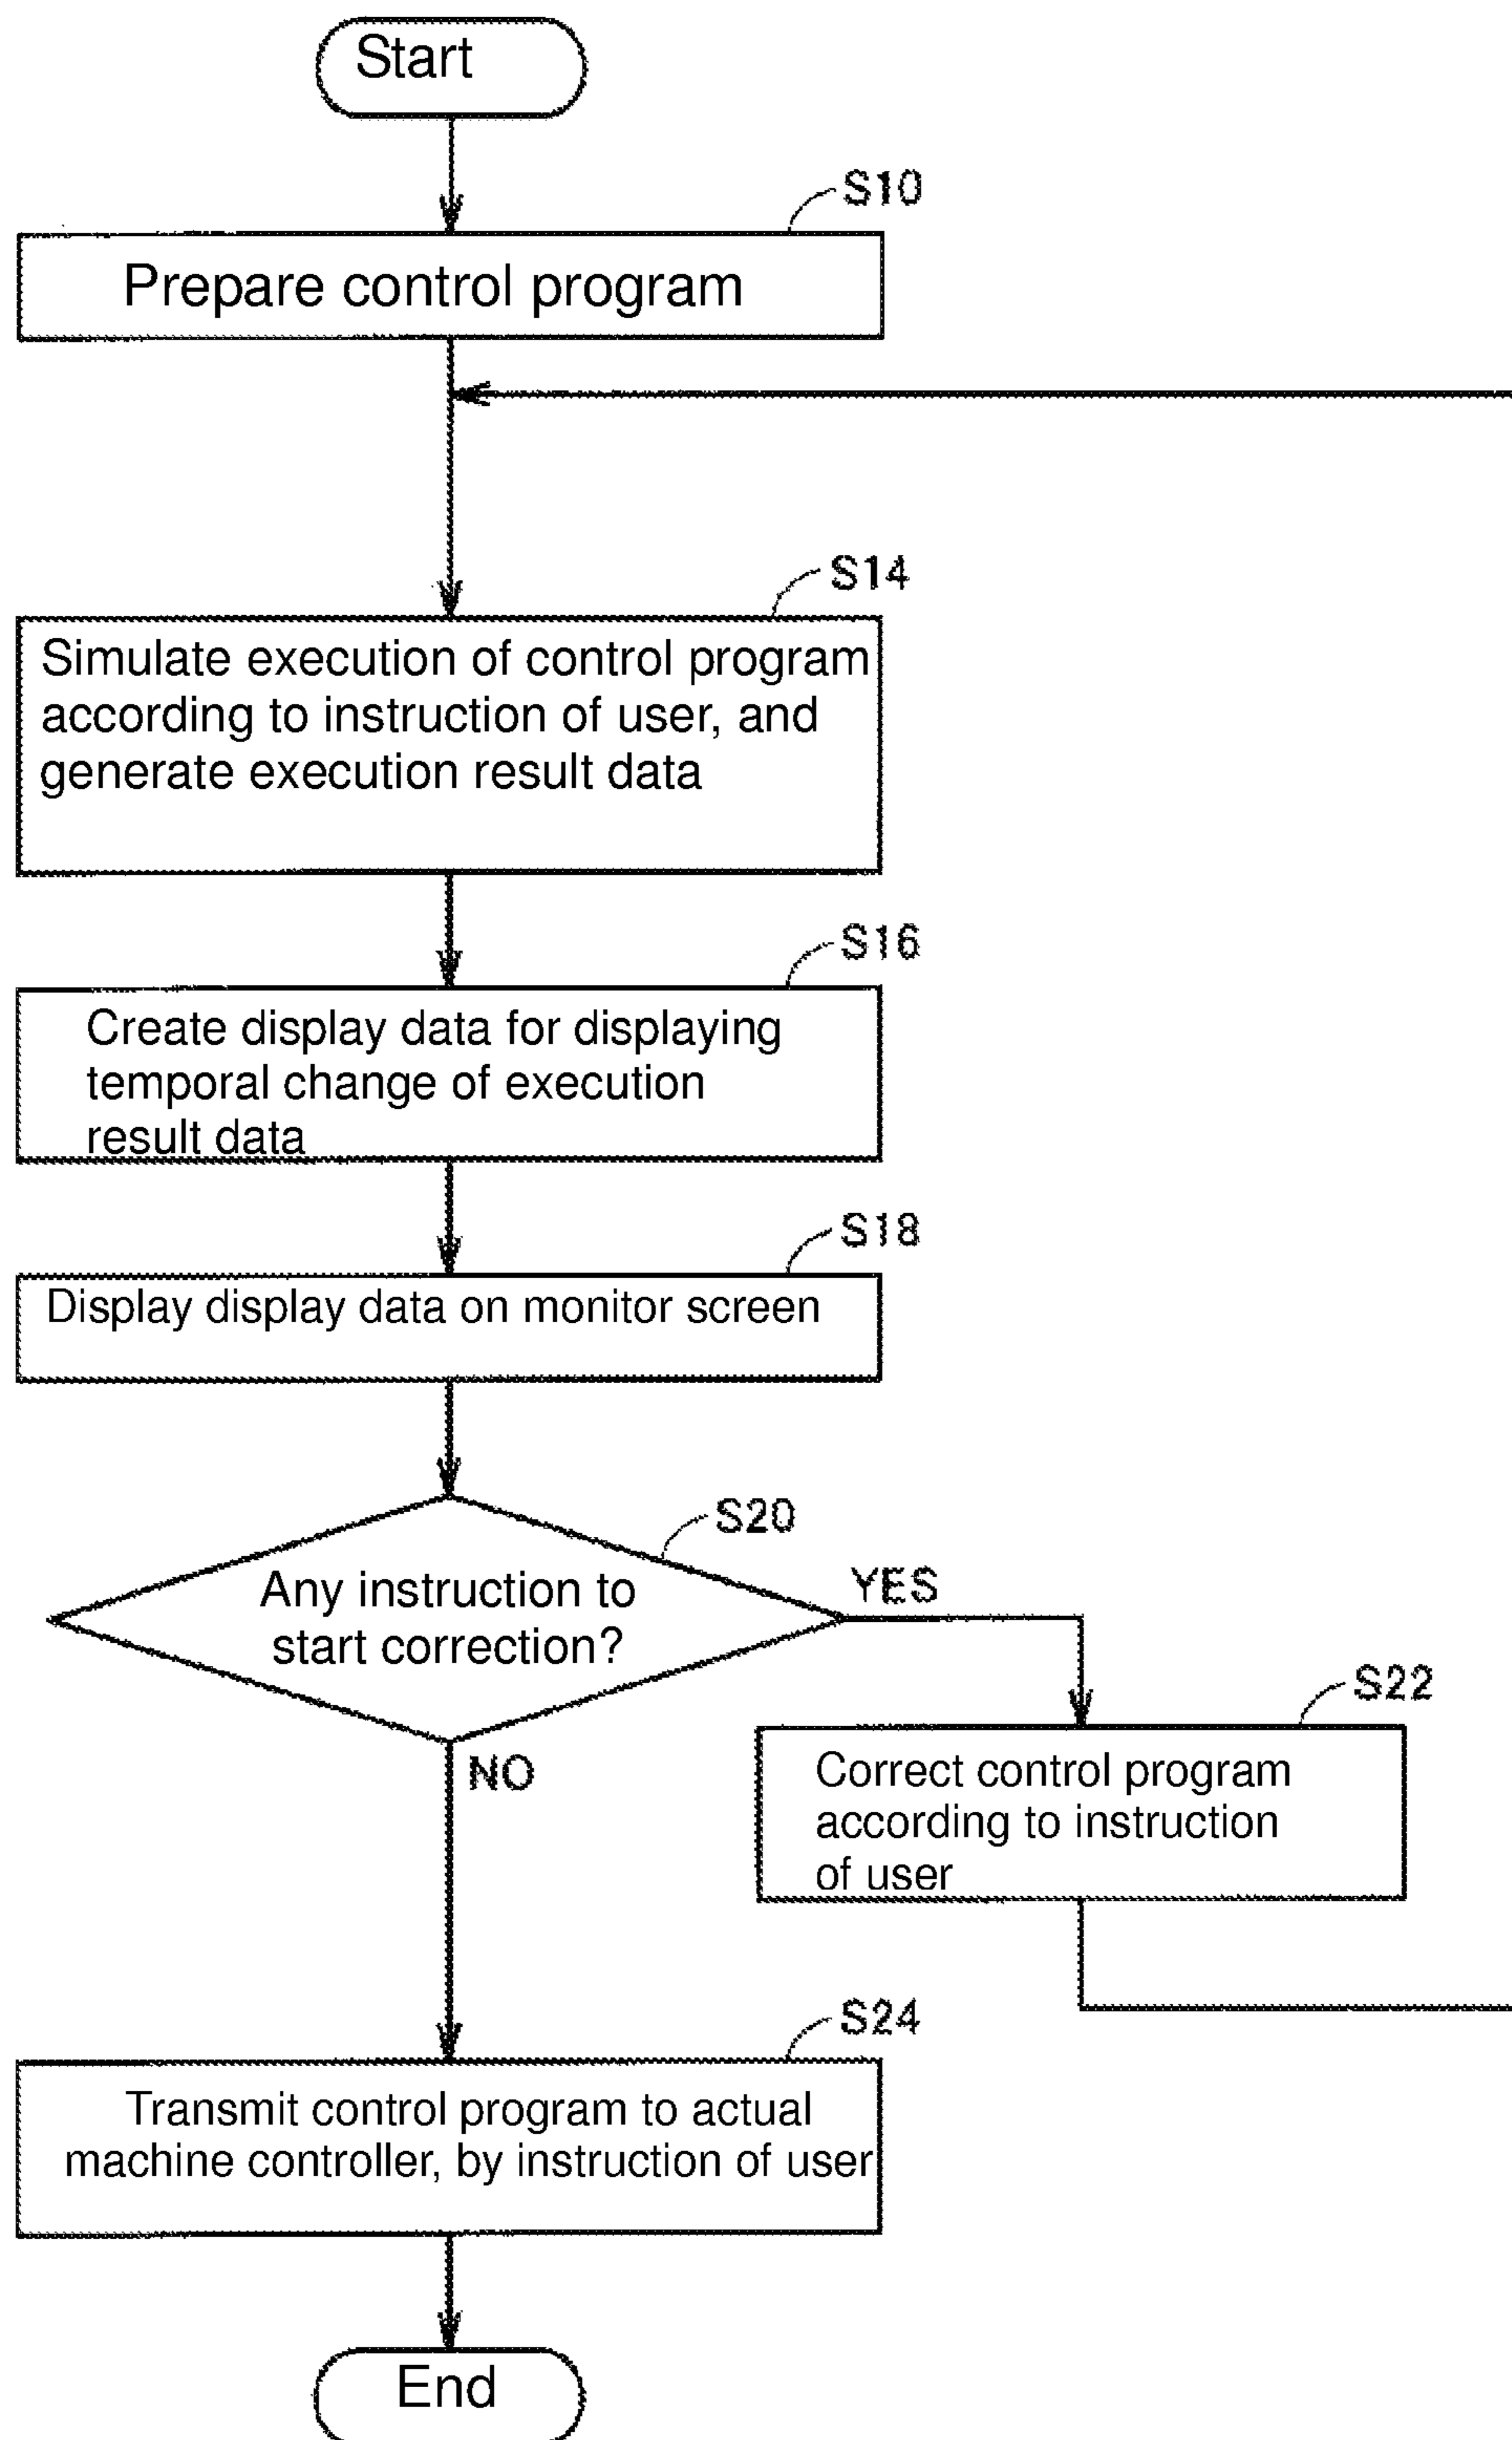 Start
S10
Prepare control program
S14
Simulate execution of control program
according to instruction of user, and
generate execution result data
S16
Create display data for displaying
temporal change of execution
result data
S18
Display display data on monitor screen
S20
Any instruction to
start correction?
YES
NO
S22
Correct control program
according to instruction
of user
S24
Transmit control program to actual
machine controller, by instruction of user
End